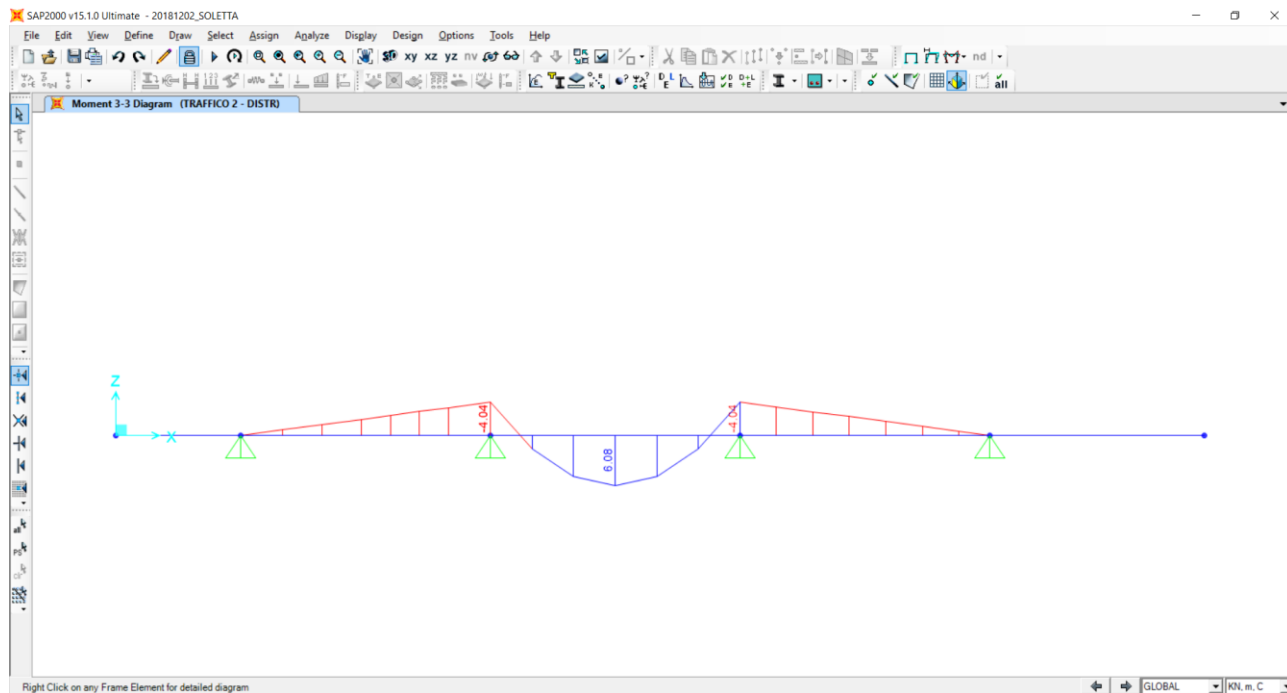 SAP2000 v15.1.0 Ultimate - 20181202_SOLETTA
File Edit View Define Draw Select Assign Analyze Display Design Options Tools Help
xy xz yz nv nd
all
Moment 3-3 Diagram (TRAFFICO 2 - DISTR)
Z
X
-4.04
6.08
-4.04
Right Click on any Frame Element for detailed diagram
GLOBAL KN, m, C